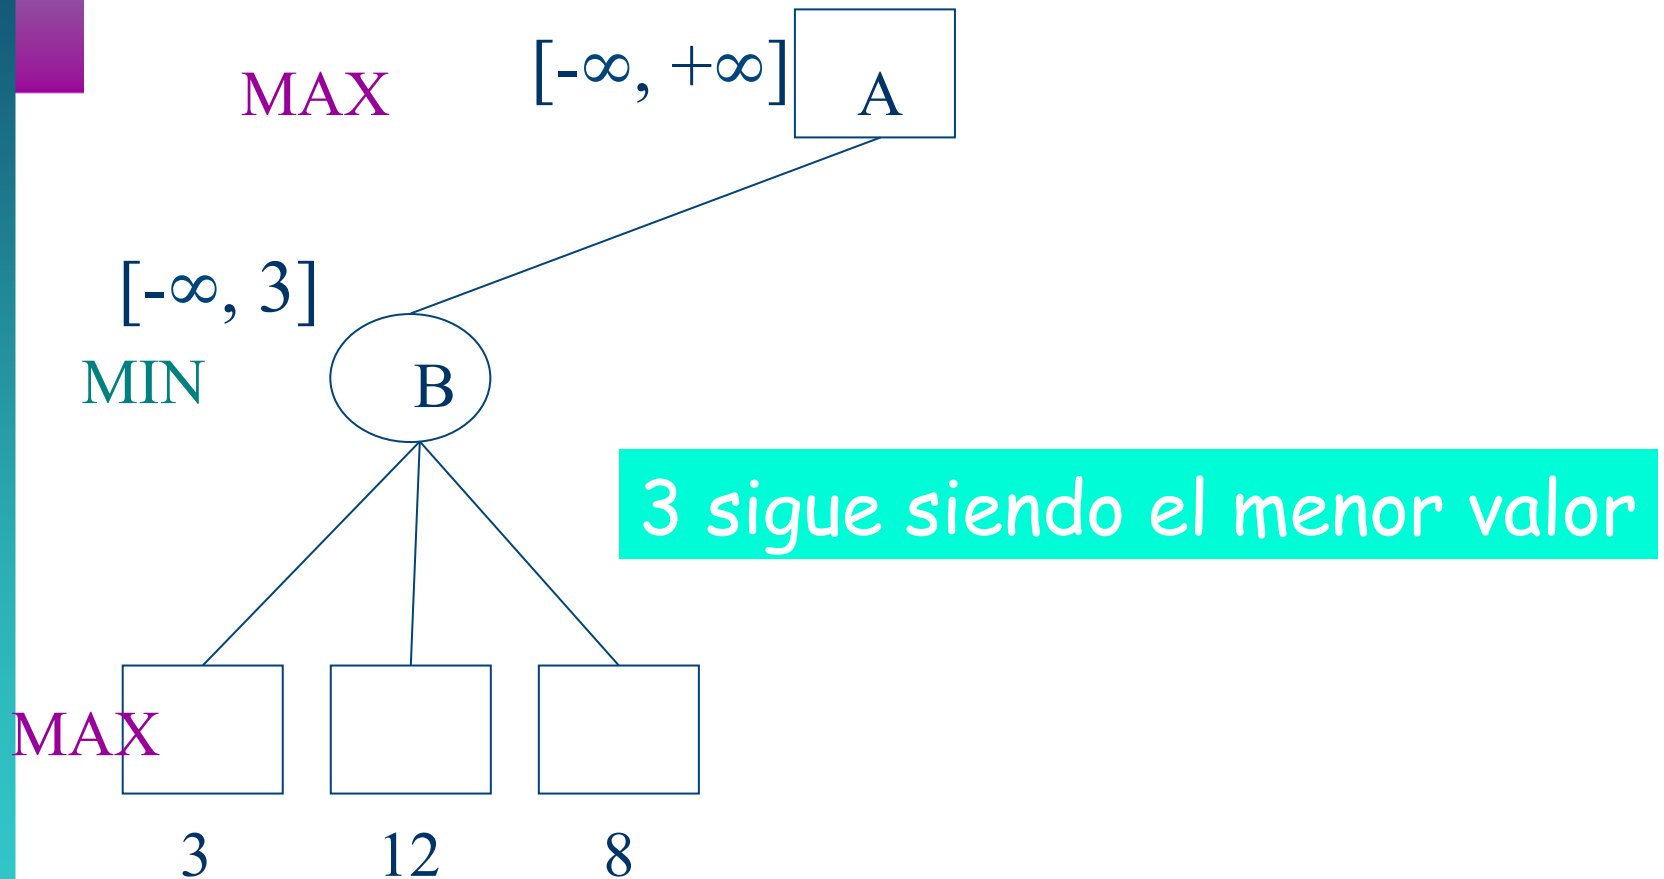 MAX [-∞, +∞] A
[-∞, 3]
MIN B
3 sigue siendo el menor valor
MAX
3 12 8